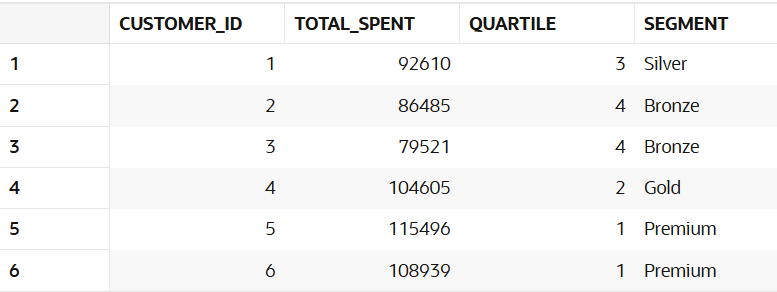 CUSTOMER_ID TOTAL_SPENT QUARTILE SEGMENT
1 1 92610 3 Silver
2 2 86485 4 Bronze
3 3 79521 4 Bronze
4 4 104605 2 Gold
5 5 115496 1 Premium
6 6 108939 1 Premium